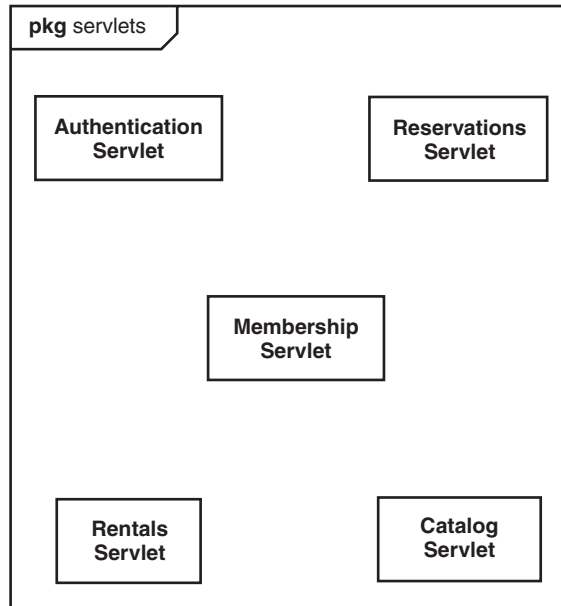 pkg servlets
Authentication
Servlet
Reservations
Servlet
Membership
Servlet
Rentals
Servlet
Catalog
Servlet